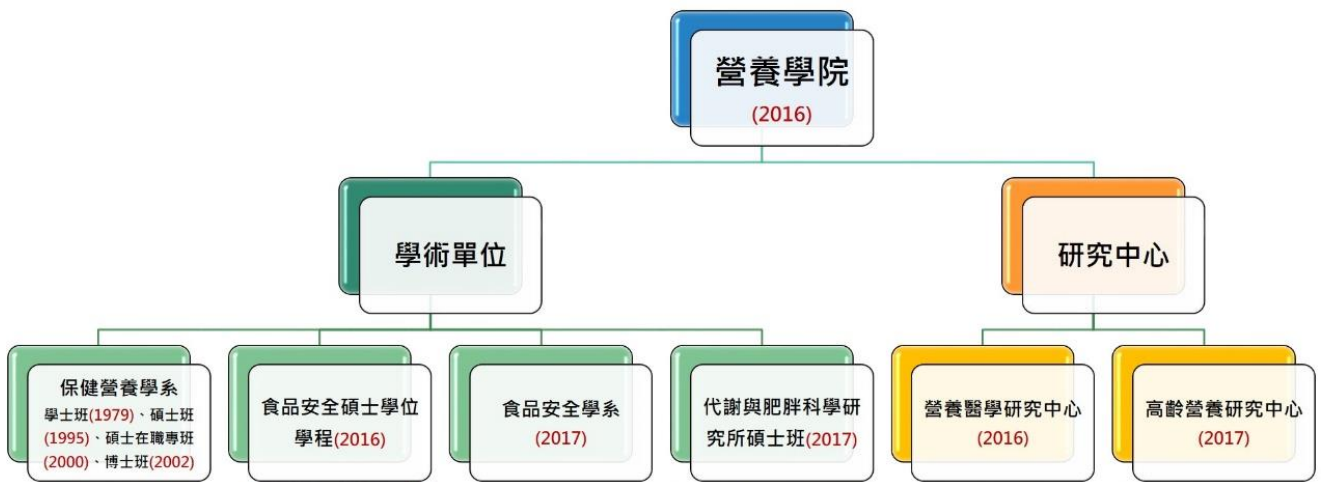 營養學院
(2016)
學術單位
研究中心
保健營養學系
學士班(1979)、碩士班
(1995)、碩士在職專班
(2000)、博士班(2002)
食品安全碩士學位
學程(2016)
食品安全學系
(2017)
代謝與肥胖科學研
究所碩士班(2017)
營養醫學研究中心
(2016)
高齡營養研究中心
(2017)